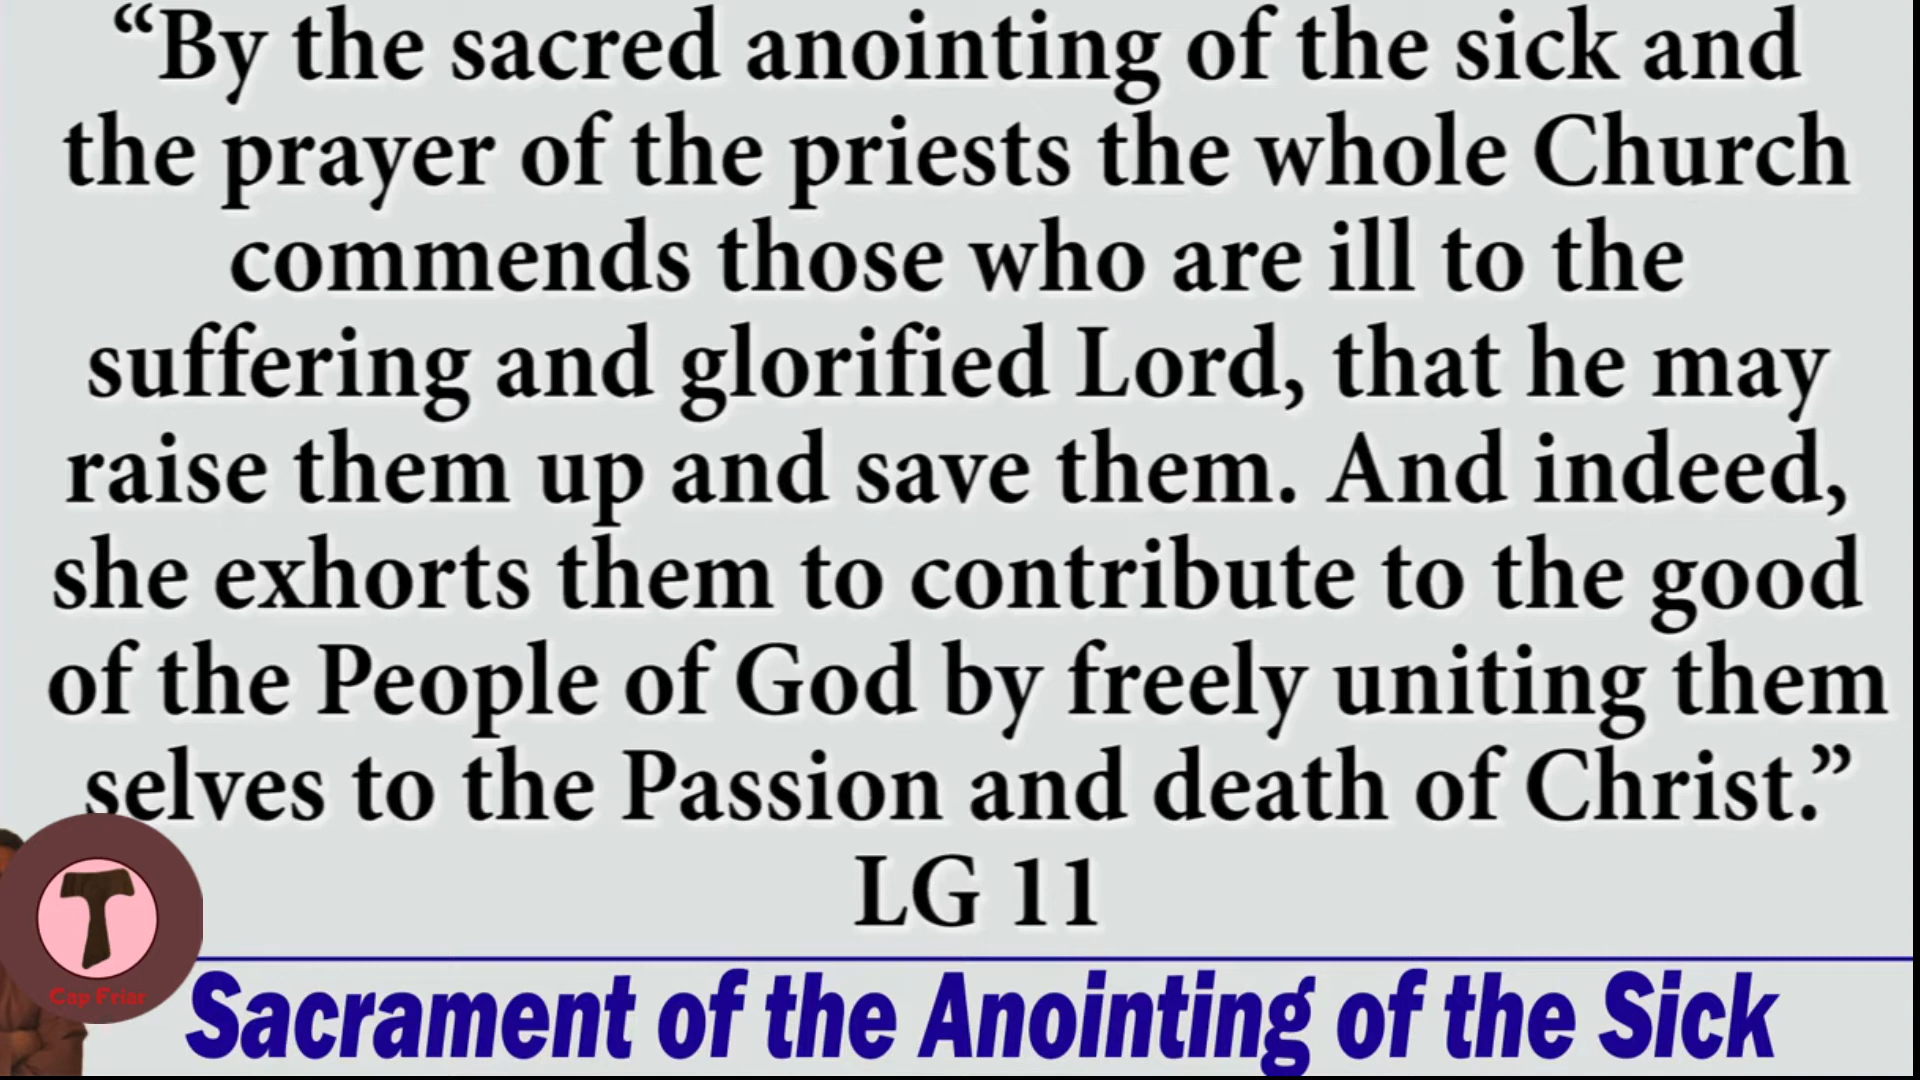 “By the sacred anointing of the sick and
the prayer of the priests the whole Church
commends those who are ill to the
suffering and glorified Lord, that he may
raise them up and save them. And indeed,
she exhorts them to contribute to the good
of the People of God by freely uniting them
selves to the Passion and death of Christ.”
LG 11
Cap Friar
Sacrament of the Anointing of the Sick